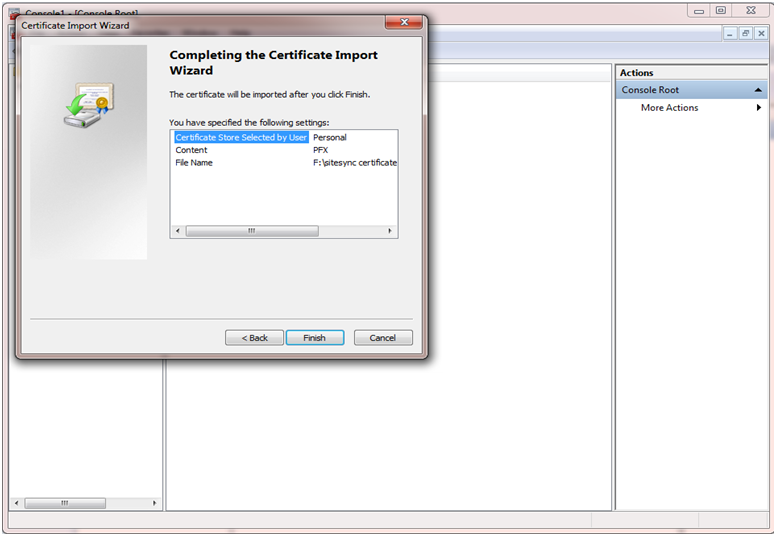 Console1 - [Console Root]
Certificate Import Wizard
Completing the Certificate Import
Wizard
The certificate will be imported after you click Finish.
You have specified the following settings:
Certificate Store Selected by User Personal
Content PFX
File Name F:\sitesync certificate
< Back Finish Cancel
Actions
Console Root
More Actions